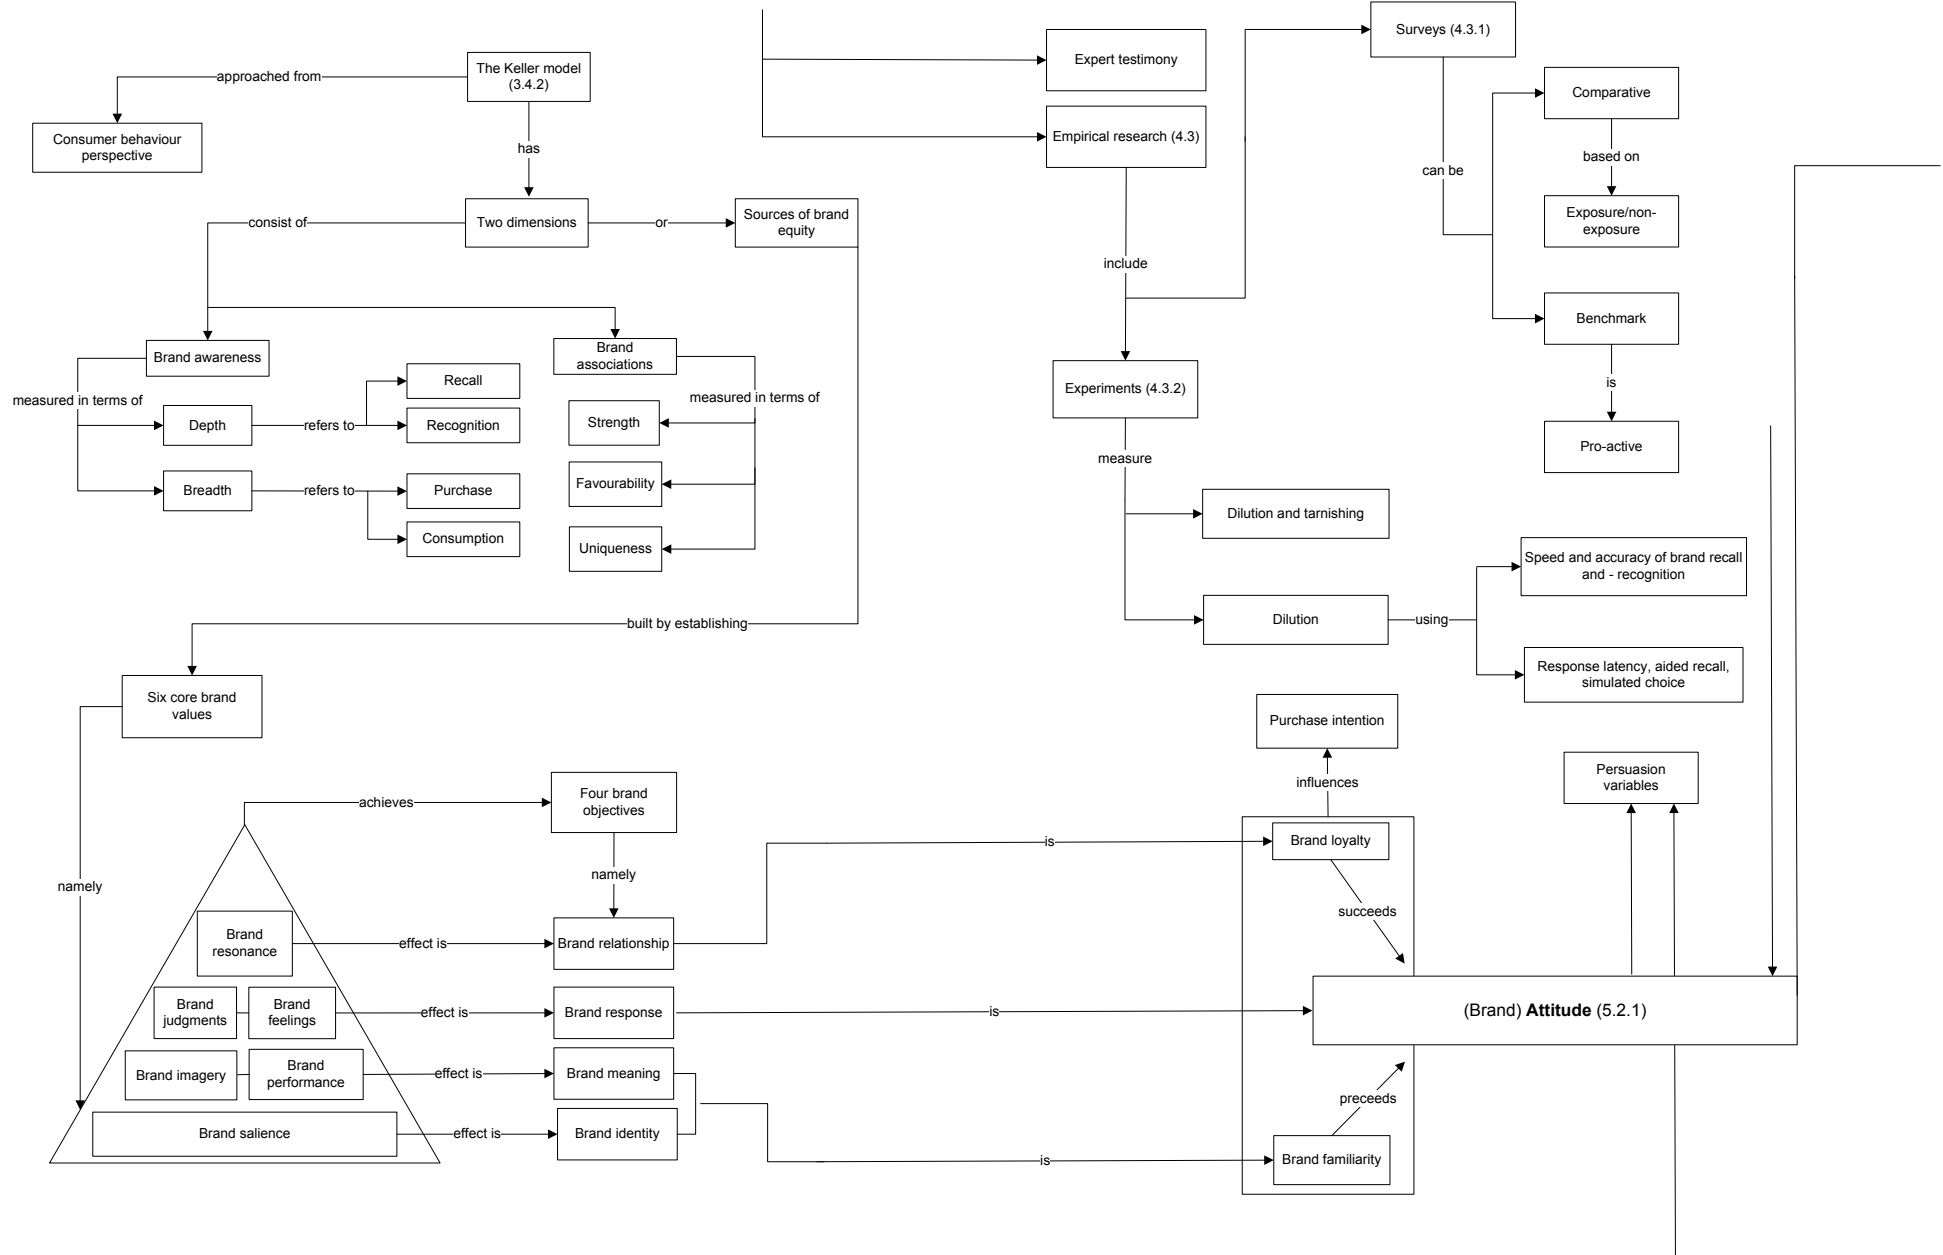 Surveys (4.3.1)
Expert testimony
The Keller model
(3.4.2)
approached from
Comparative
Consumer behaviour
perspective
has
Empirical research (4.3)
based on
can be
consist of
Two dimensions
or
Sources of brand
equity
Exposure/non-
exposure
include
Benchmark
Brand awareness
Brand
associations
is
measured in terms of
Recall
measured in terms of
Experiments (4.3.2)
Depth
refers to
Recognition
Strength
Pro-active
measure
Breadth
refers to
Purchase
Favourability
Dilution and tarnishing
Consumption
Uniqueness
Speed and accuracy of brand recall
and - recognition
built by establishing
Dilution
using
Six core brand
values
Response latency, aided recall,
simulated choice
Purchase intention
Persuasion
variables
influences
achieves
Four brand
objectives
is
Brand loyalty
namely
namely
succeeds
Brand
resonance
effect is
Brand relationship
Brand
judgments
Brand
feelings
effect is
Brand response
is
(Brand) Attitude (5.2.1)
Brand imagery
Brand
performance
effect is
Brand meaning
preceeds
Brand salience
effect is
Brand identity
is
Brand familiarity